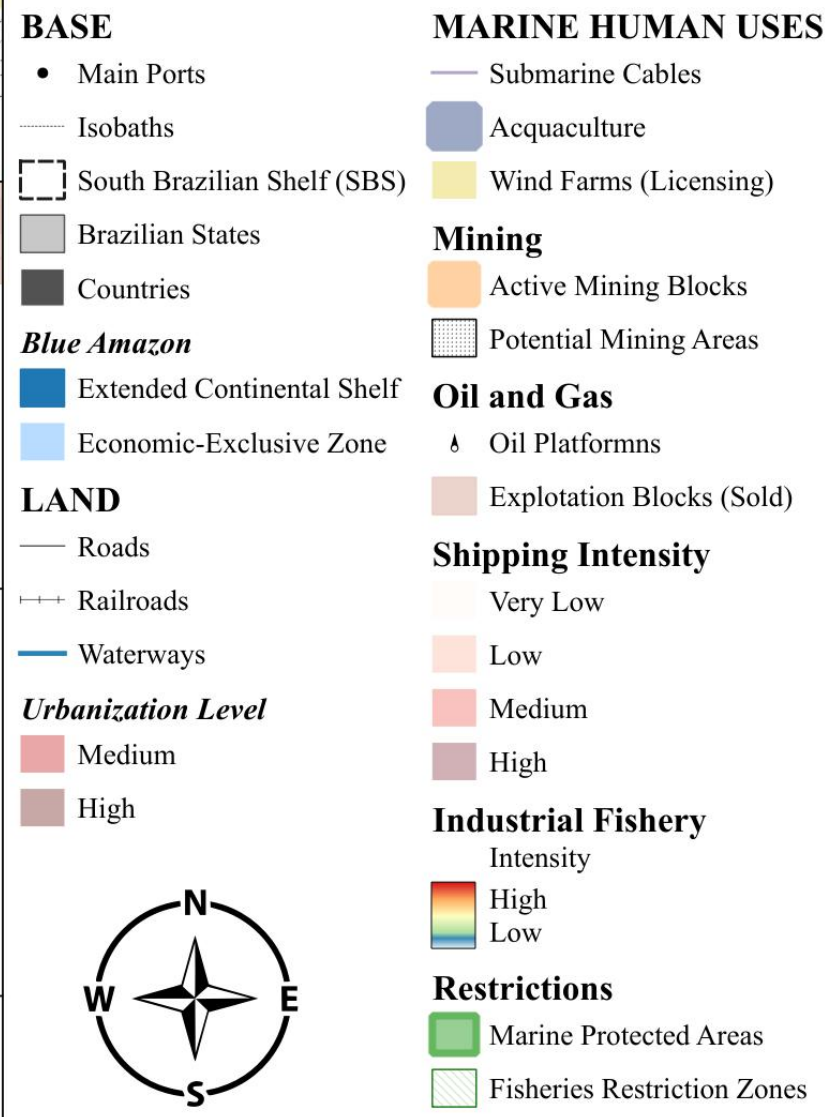 BASE
Main Ports
Isobaths
South Brazilian Shelf (SBS)
Brazilian States
Countries
Blue Amazon
Extended Continental Shelf
Economic-Exclusive Zone
LAND
Roads
Railroads
Waterways
Urbanization Level
Medium
High
N
W
E
S
MARINE HUMAN USES
Submarine Cables
Acquaculture
Wind Farms (Licensing)
Mining
Active Mining Blocks
Potential Mining Areas
Oil and Gas
Oil Platformns
Explotation Blocks (Sold)
Shipping Intensity
Very Low
Low
Medium
High
Industrial Fishery
Intensity
High
Low
Restrictions
Marine Protected Areas
Fisheries Restriction Zones